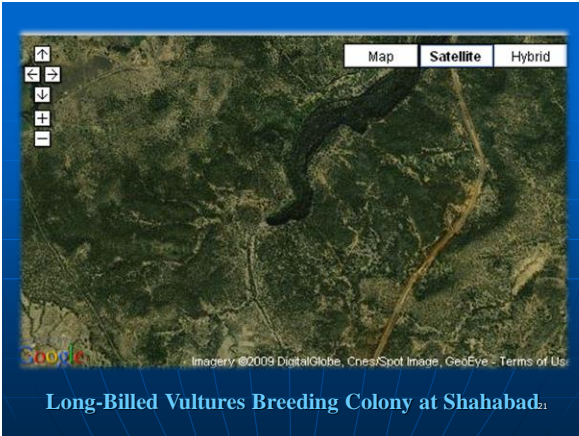 Map Satellite Hybrid
Google
Imagery ©2009 DigitalGlobe, Cnes/Spot Image, GeoEye - Terms of Us
Long-Billed Vultures Breeding Colony at Shahabad
21